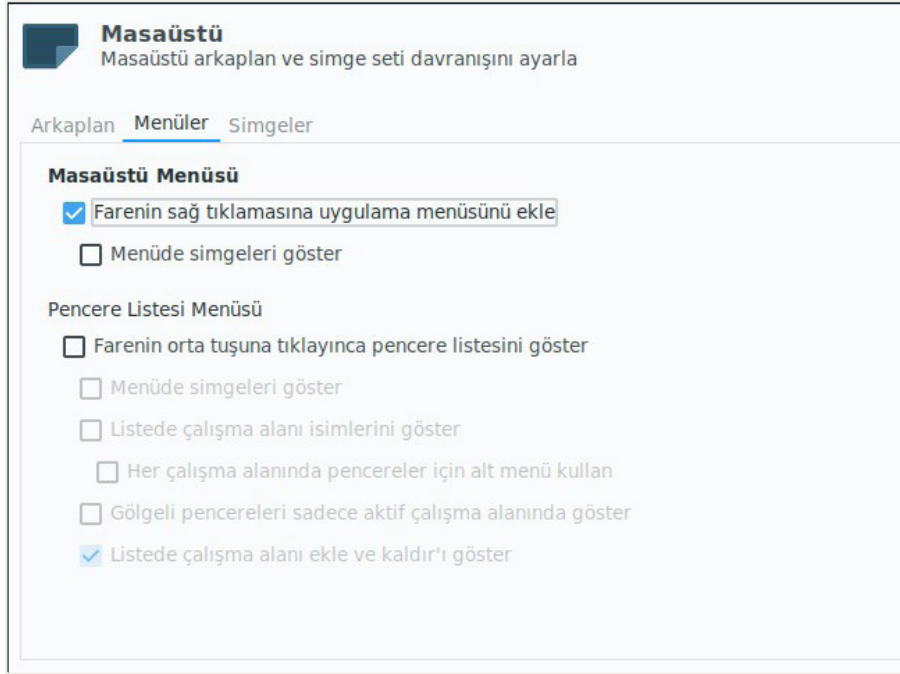 Masaüstü
Masaüstü arkaplan ve simge seti davranışını ayarla
Arkaplan Menüler Simgeler
Masaüstü Menüsü
Farenin sağ tıklamasına uygulama menüsünü ekle
Menüde simgeleri göster
Pencere Listesi Menüsü
Farenin orta tuşuna tıklayınca pencere listesini göster
Menüde simgeleri göster
Listede çalışma alanı isimlerini göster
Her çalışma alanında pencereler için alt menü kullan
Gölgeli pencereleri sadece aktif çalışma alanında göster
Listede çalışma alanı ekle ve kaldır'ı göster